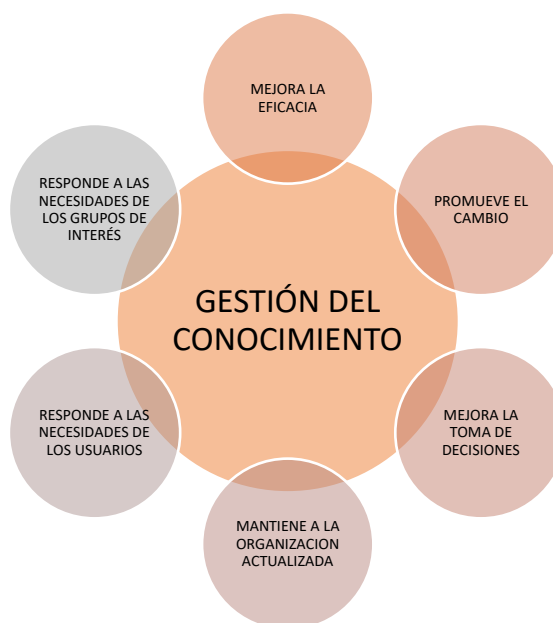 MEJORA LA
EFICACIA
PROMUEVE EL
CAMBIO
MEJORA LA
TOMA DE
DECISIONES
MANTIENE A LA
ORGANIZACION
ACTUALIZADA
RESPONDE A LAS
NECESIDADES DE
LOS USUARIOS
RESPONDE A LAS
NECESIDADES DE
LOS GRUPOS DE
INTERÉS
GESTIÓN DEL
CONOCIMIENTO